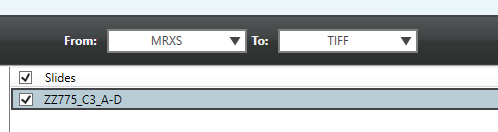 From: MRXS To: TIFF
Slides
ZZ775_C3_A-D